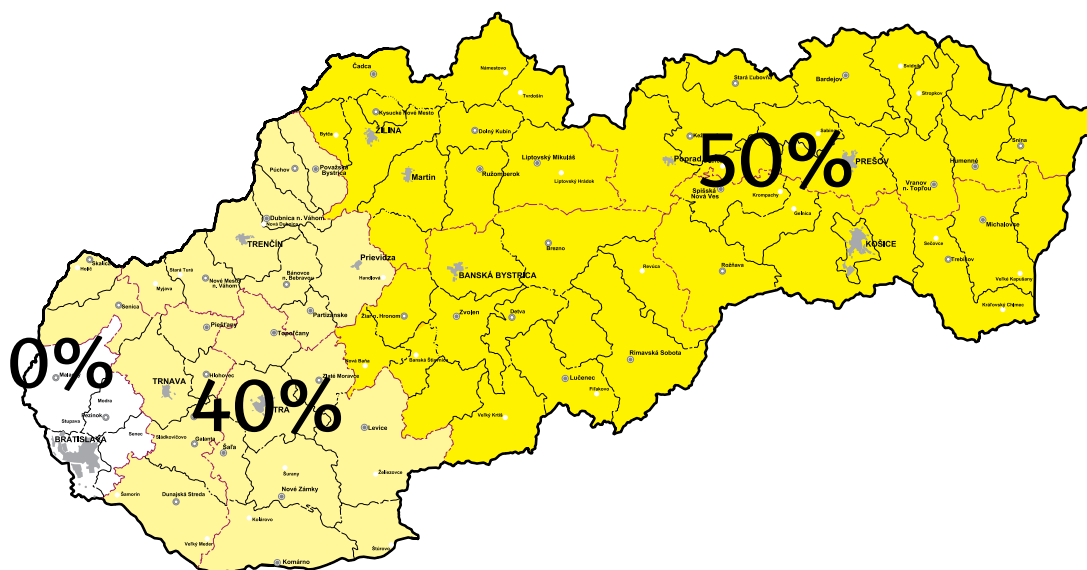 Námestovo
Čadca
Tvrdošín
Stará Ľubovňa
Bardejov
Svidník
Stropkov
Kysucké Nové Mesto
Bytča
ŽILINA
Dolný Kubín
Sabinov
50%
Snina
Púchov
Považská
Bystrica
Martin
Ružomberok
Liptovský Mikuláš
Liptovský Hrádok
Poprad
PREŠOV
Humenné
Vranov
n. Topľou
Spišská
Nová Ves
Krompachy
Gelnica
Dubnica n. Váhom
Nová Dubnica
TRENČÍN
Michalovce
KOŠICE
Sečovce
Trebišov
Brezno
Prievidza
Handlová
BANSKÁ BYSTRICA
Revúca
Rožňava
Veľké Kapušany
Kráľovský Chlmec
Skalica
Holíč
Stará Turá
Myjava
Nové Mesto
n. Váhom
Bánovce
n. Bebravou
Senica
Partizánske
Žiar n. Hronom
Zvolen
Detva
Piešťany
Topoľčany
0%
Nová Baňa
Banská Štiavnica
Rimavská Sobota
Hlohovec
Zlaté Moravce
Lučenec
Fiľakovo
TRNAVA
Modra
40%
Pezinok
Stupava
Veľký Krtíš
BRATISLAVA
Senec
Sládkovičovo
Galanta
Šaľa
Levice
Šurany
Želiezovce
Šamorín
Dunajská Streda
Nové Zámky
Kolárovo
Veľký Meder
Štúrovo
Komárno